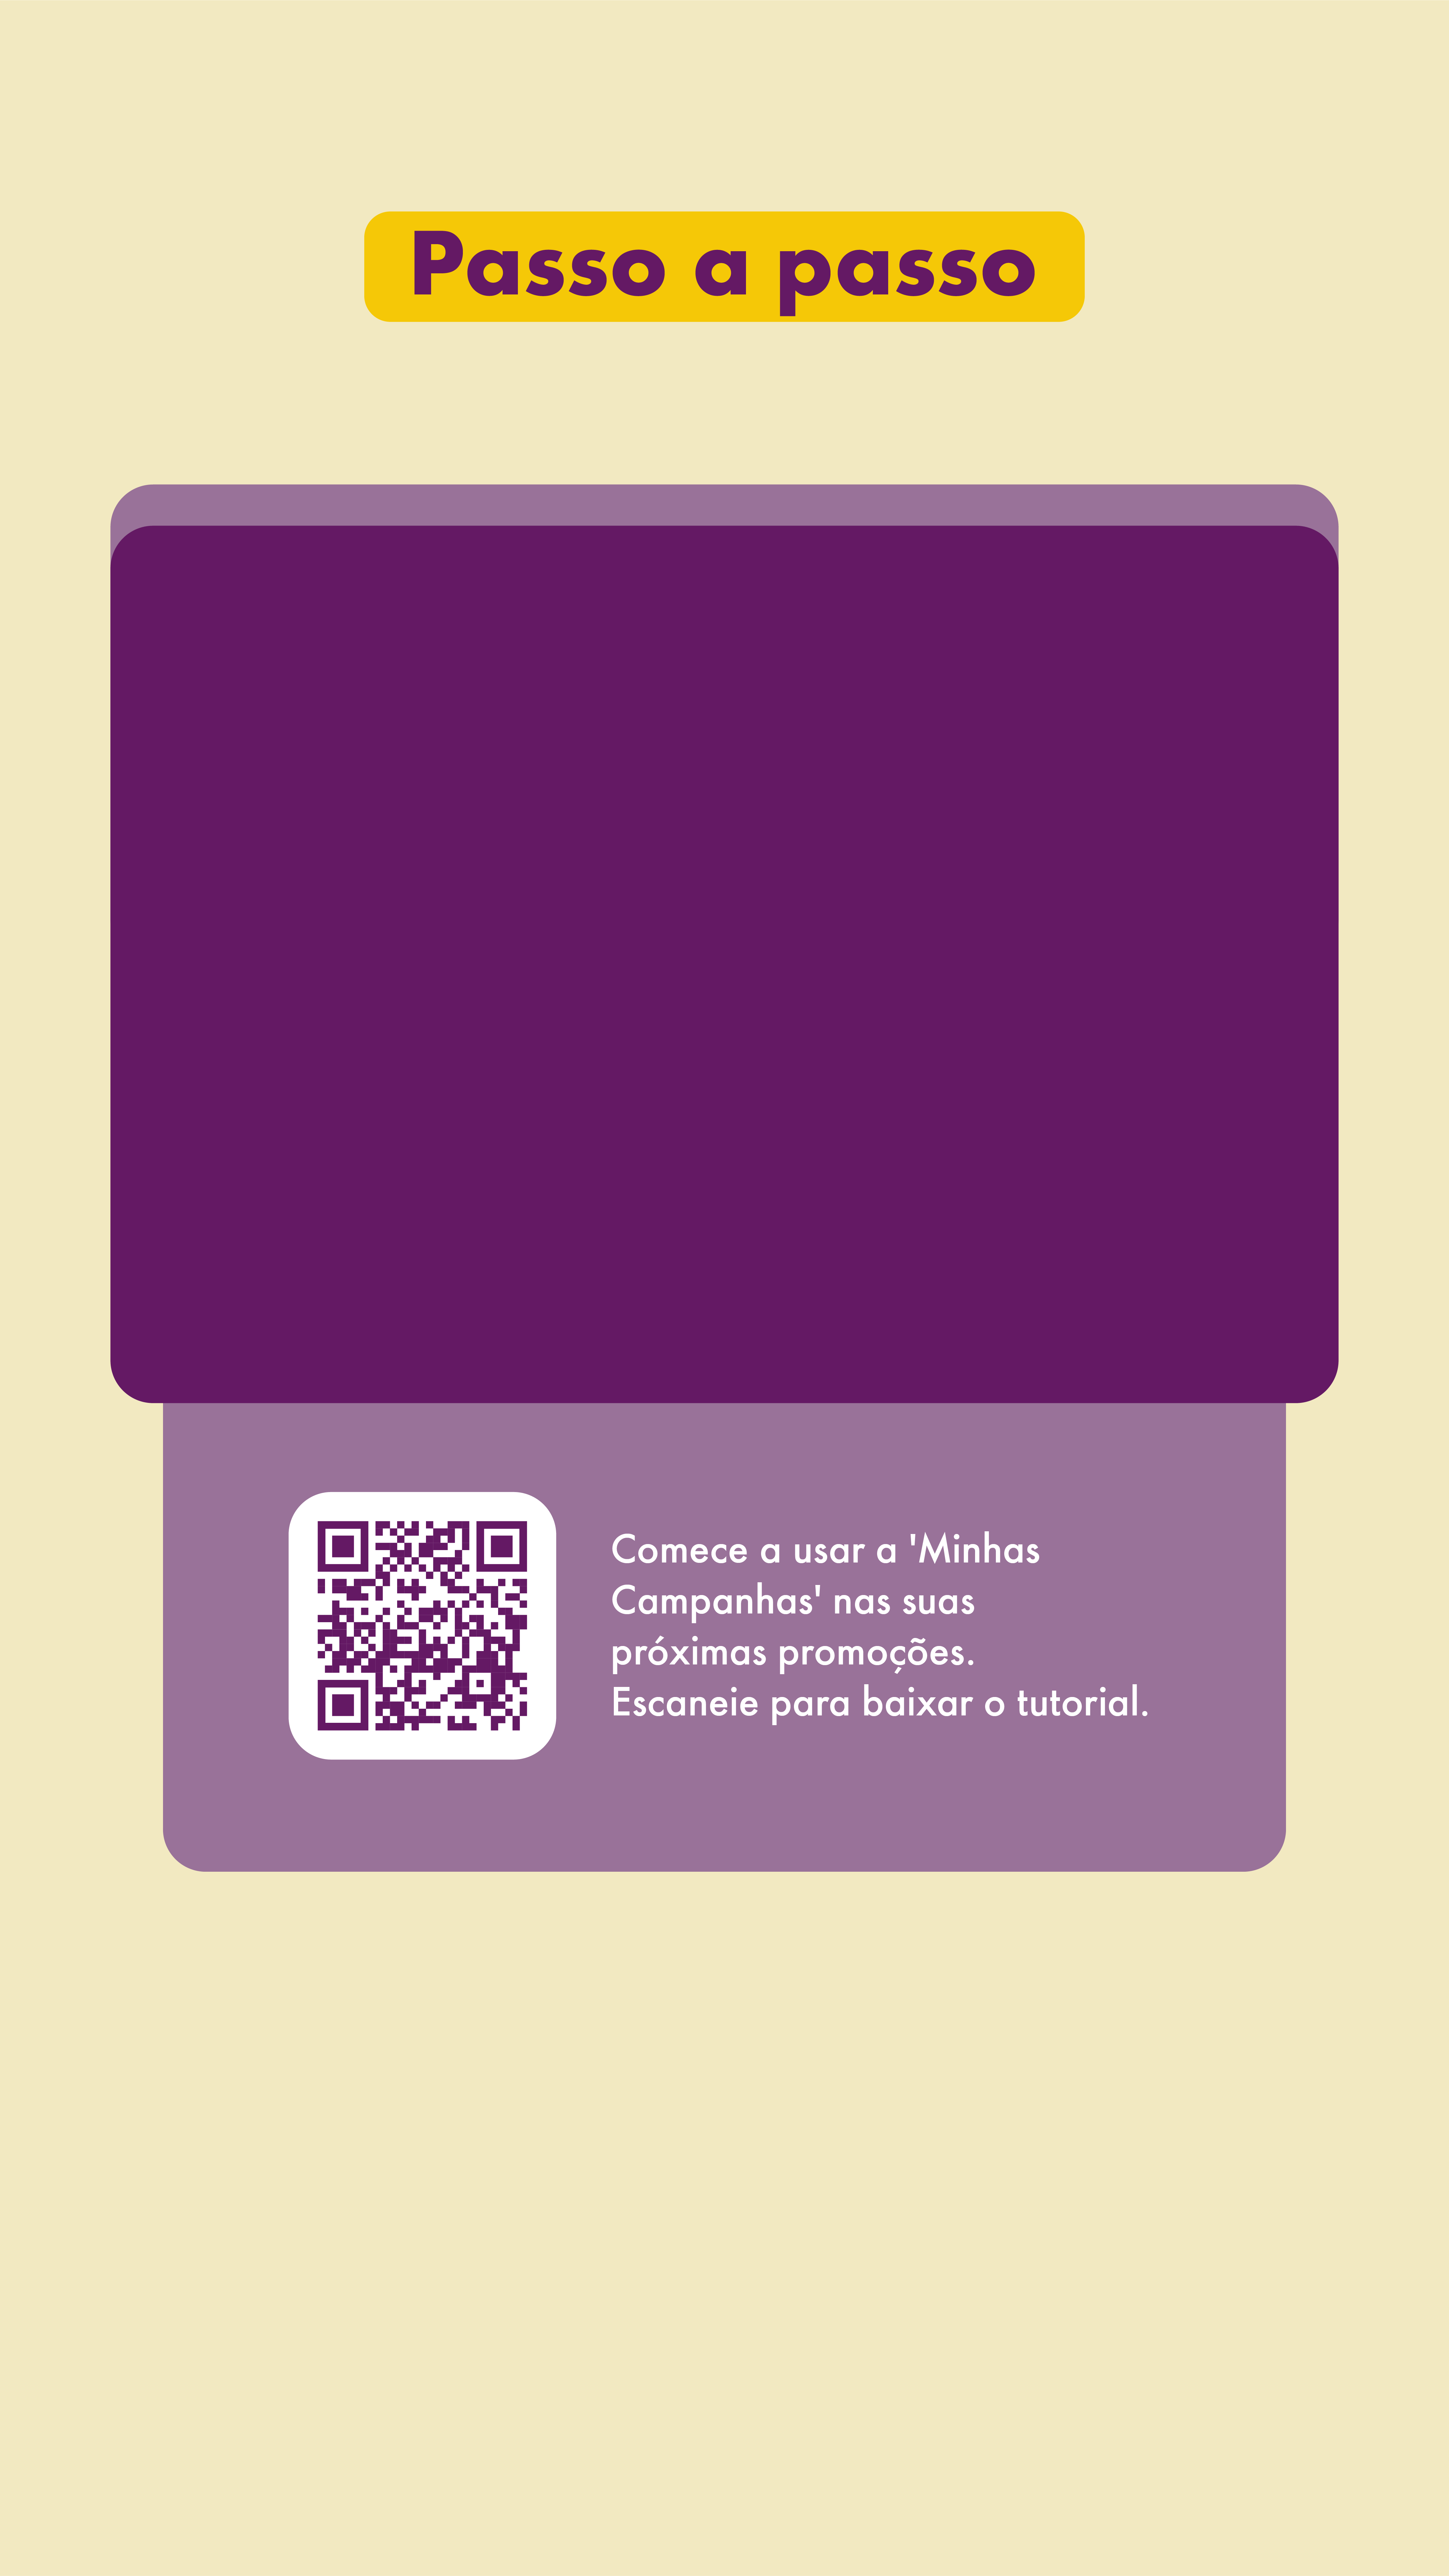 Passo a passo
Comece a usar a 'Minhas
Campanhas' nas suas
próximas promoções.
Escaneie para baixar o tutorial.